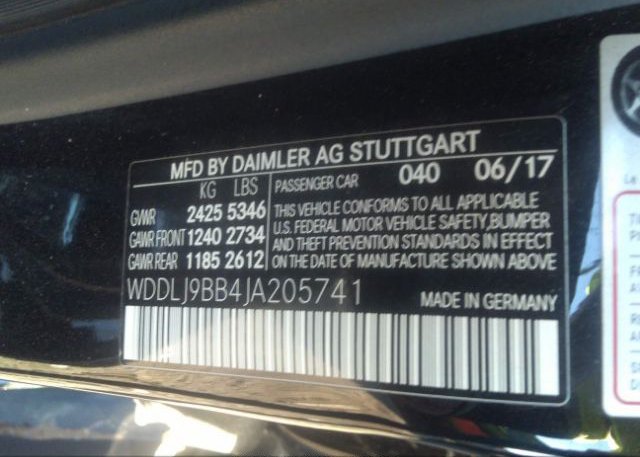 MFD BY DAIMLER AG STUTTGART
KG LBS
GVWR 2425 5346
GAWR FRONT 1240 2734
GAWR REAR 1185 2612
PASSENGER CAR 040 06/17
THIS VEHICLE CONFORMS TO ALL APPLICABLE
U.S. FEDERAL MOTOR VEHICLE SAFETY, BUMPER
AND THEFT PREVENTION STANDARDS IN EFFECT
ON THE DATE OF MANUFACTURE SHOWN ABOVE
WDDLJ9BB4JA205741
MADE IN GERMANY